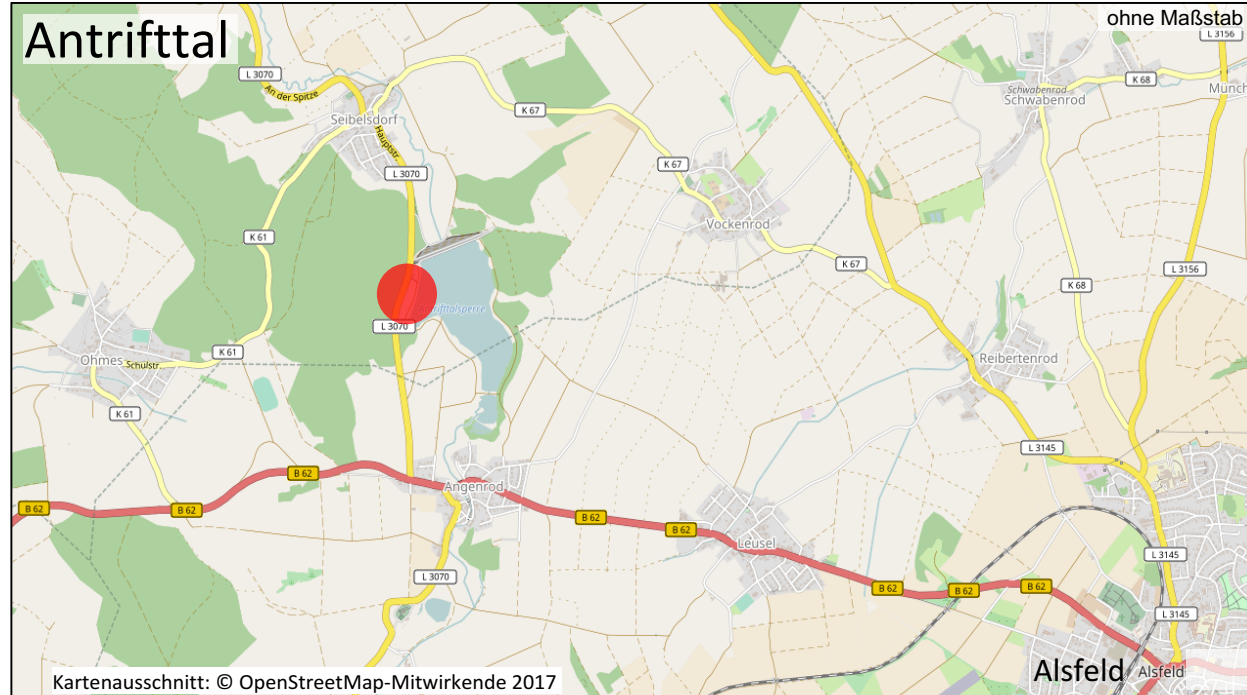 Antrifttal
ohne Maßstab
L 3156
L 3070
An der Spitze
Seibelsdorf
Hauptstr.
K 67
K 68
Schwabenrod
Schwabenrod
Münch
L 3070
K 67
Vockenrod
K 61
K 67
L 3156
K 68
Antrifttalsperre
L 3070
Ohmes
Schulstr.
K 61
Reibertenrod
K 61
L 3145
B 62
B 62
B 62
Angenrod
B 62
B 62
Leusel
L 3145
L 3070
B 62
B 62
B 62
L 3145
Alsfeld
Alsfeld
Kartenausschnitt: © OpenStreetMap-Mitwirkende 2017